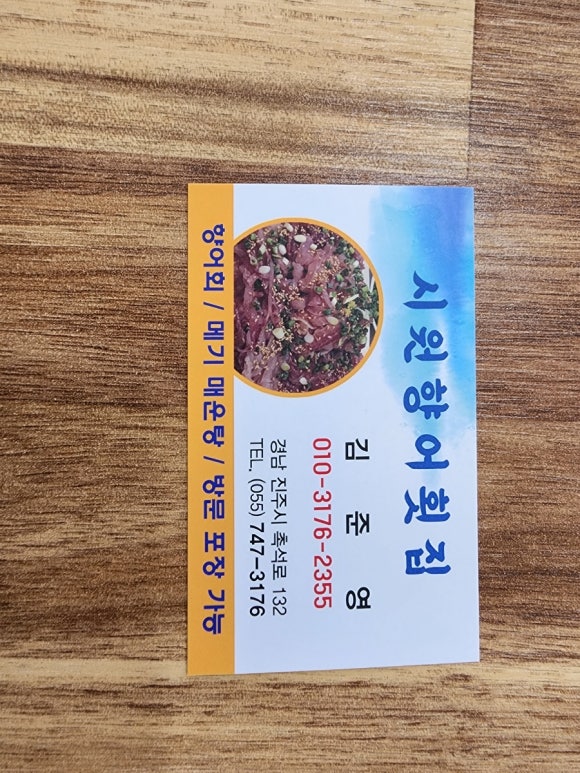 시원향어횟집
김 준 영
010-3176-2355
경남 진주시 촉석로 132
TEL. (055) 747-3176
향어회 / 메기 매운탕 / 방문 포장 가능